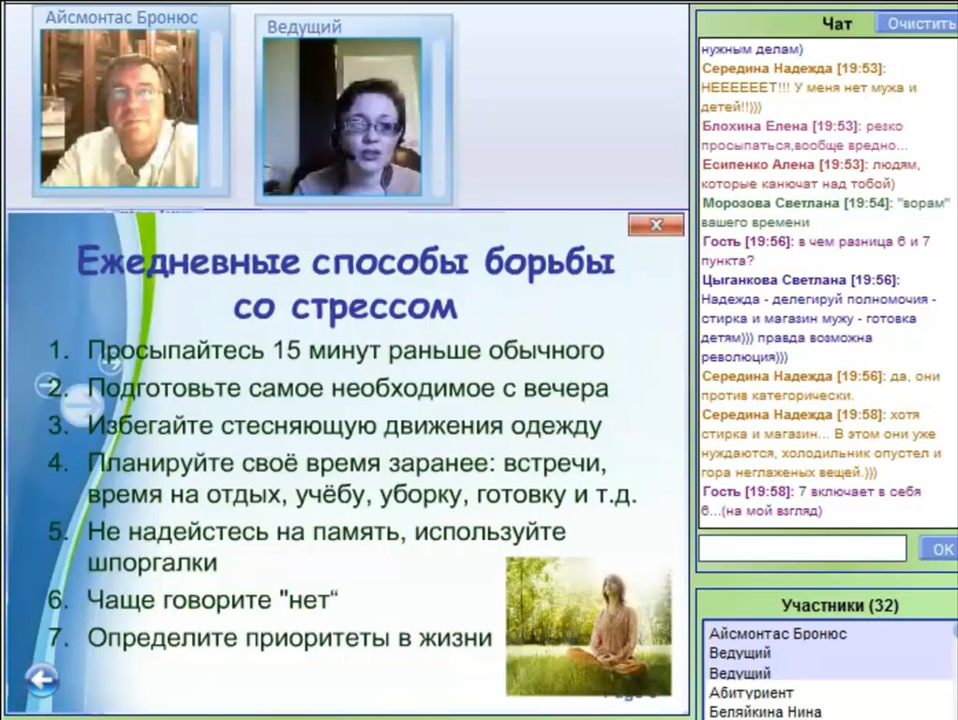 Айсмонтас Бронюс
Ведущий
Ежедневные способы борьбы
со стрессом
1. Просыпайтесь 15 минут раньше обычного
2. Подготовьте самое необходимое с вечера
3. Избегайте стесняющую движения одежду
4. Планируйте своё время заранее: встречи,
время на отдых, учёбу, уборку, готовку и т.д.
5. Не надейстесь на память, используйте
шпоргалки
6. Чаще говорите "нет“
7. Определите приоритеты в жизни
Чат
Очистить
нужным делам)
Середина Надежда [19:53]:
НЕЕЕЕЕЕТ!!! У меня нет мужа и
детей!!)))
Блохина Елена [19:53]: резко
просыпаться,вообще вредно...
Есипенко Алена [19:53]: людям,
которые канючат над тобой)
Морозова Светлана [19:54]: "ворам"
вашего времени
Гость [19:56]: в чем разница 6 и 7
пункта?
Цыганкова Светлана [19:56]:
Надежда - делегируй полномочия -
стирка и магазин мужу - готовка
детям))) правда возможна
революция)))
Середина Надежда [19:56]: да, они
против категорически.
Середина Надежда [19:58]: хотя
стирка и магазин... В этом они уже
нуждаются, холодильник опустел и
гора неглаженых вещей.)))
Гость [19:58]: 7 включает в себя
6...(на мой взгляд)
ОК
Участники (32)
Айсмонтас Бронюс
Ведущий
Ведущий
Абитуриент
Беляйкина Нина